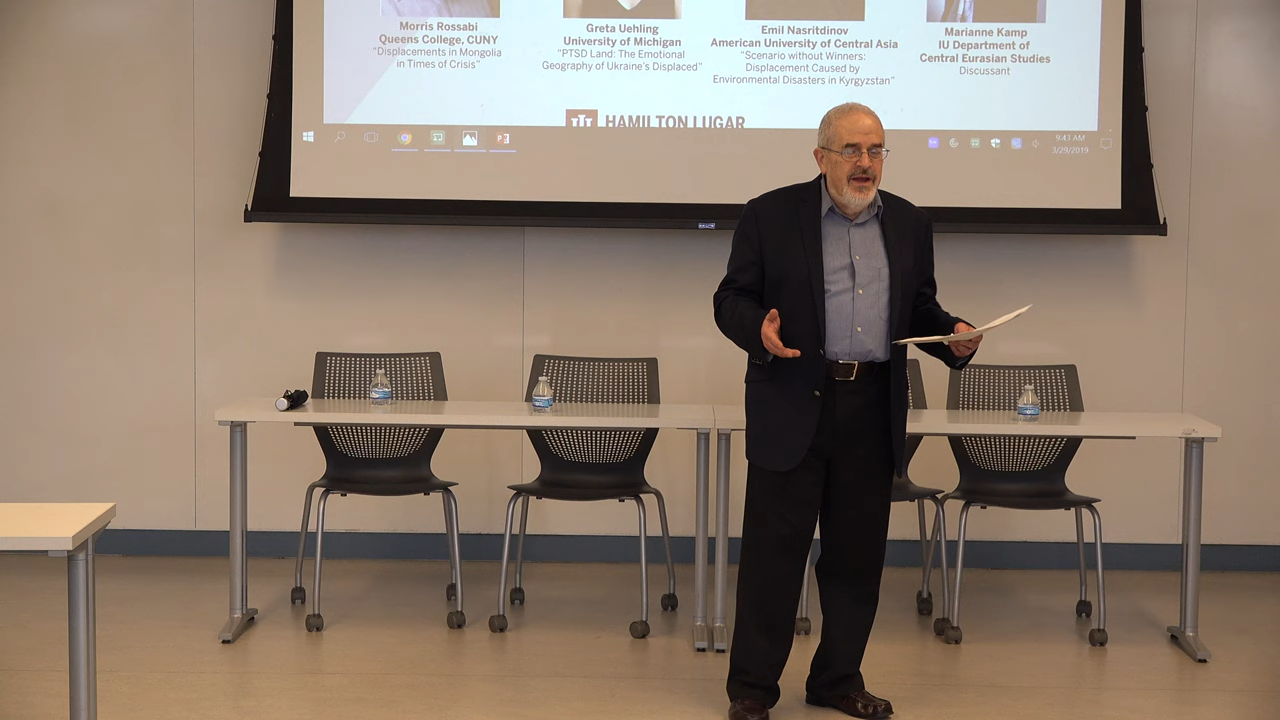 Morris Rossabi
Queens College, CUNY
“Displacements in Mongolia
in Times of Crisis”
Greta Uehling
University of Michigan
“PTSD Land: The Emotional
Geography of Ukraine’s Displaced”
Emil Nasritdinov
American University of Central Asia
“Scenario without Winners:
Displacement Caused by
Environmental Disasters in Kyrgyzstan”
Marianne Kamp
IU Department of
Central Eurasian Studies
Discussant
HAMILTON LUGAR
9:43 AM
3/29/2019